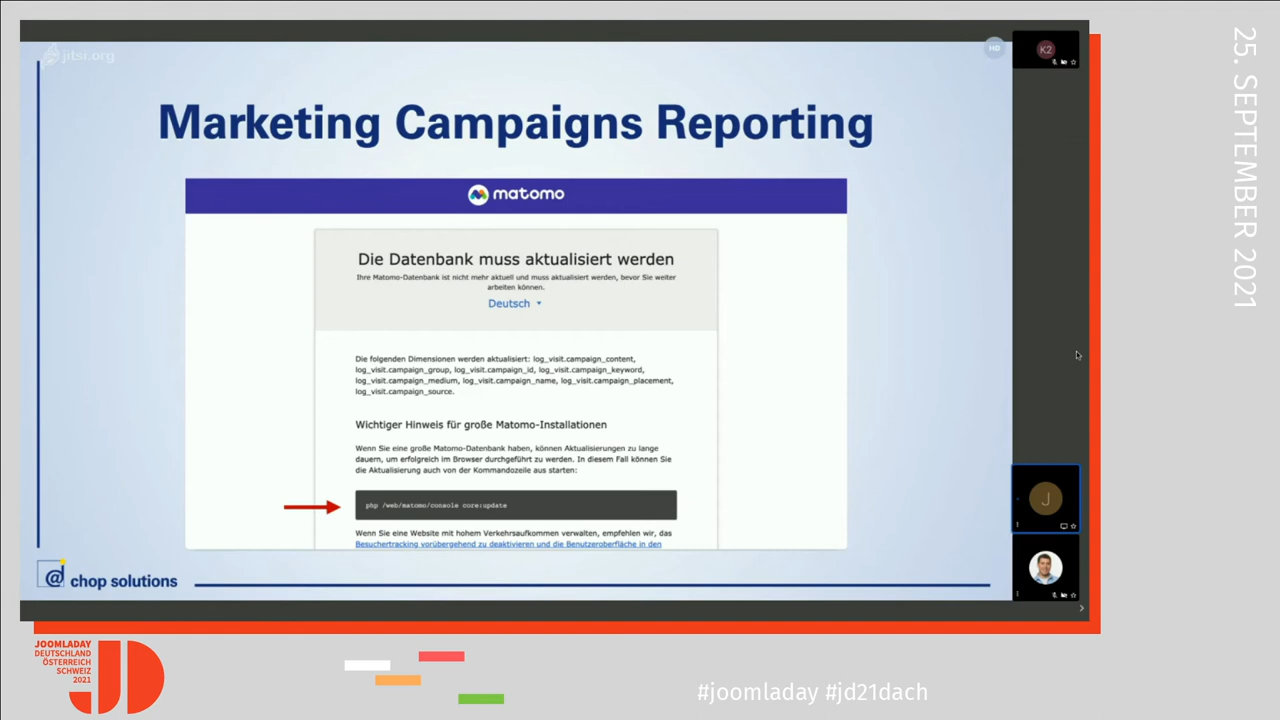 jitsi.org
HD
K2
Marketing Campaigns Reporting
matomo
Die Datenbank muss aktualisiert werden
Ihre Matomo-Datenbank ist nicht mehr aktuell und muss aktualisiert werden, bevor Sie weiter
arbeiten können.
Deutsch
Die folgenden Dimensionen werden aktualisiert: log_visit.campaign_content,
log_visit.campaign_group, log_visit.campaign_id, log_visit.campaign_keyword,
log_visit.campaign_medium, log_visit.campaign_name, log_visit.campaign_placement,
log_visit.campaign_source.
Wichtiger Hinweis für große Matomo-Installationen
Wenn Sie eine große Matomo-Datenbank haben, können Aktualisierungen zu lange
dauern, um erfolgreich im Browser durchgeführt zu werden. In diesem Fall können Sie
die Aktualisierung auch von der Kommandozeile aus starten:
php /web/matomo/console core:update
Wenn Sie eine Website mit hohem Verkehrsaufkommen verwalten, empfehlen wir, das
Besuchertracking vorübergehend zu deaktivieren und die Benutzeroberfläche in den
J
@ chop solutions
25. SEPTEMBER 2021
JOOMLADAY
DEUTSCHLAND
ÖSTERREICH
SCHWEIZ
2021
JD
#joomladay #jd21dach